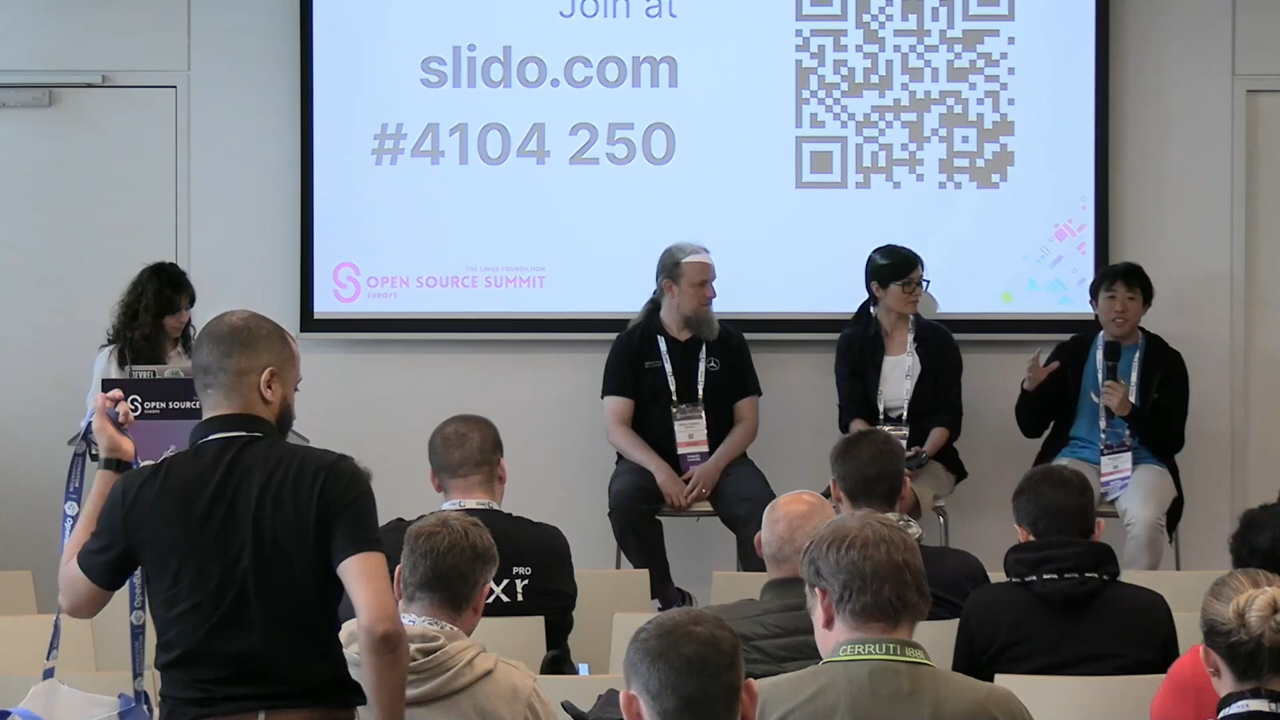 Join at
slido.com
#4104 250
THE LINUX FOUNDATION
OPEN SOURCE SUMMIT
EUROPE
OPEN SOURCE
PRO
xr
CERRUTI 1881